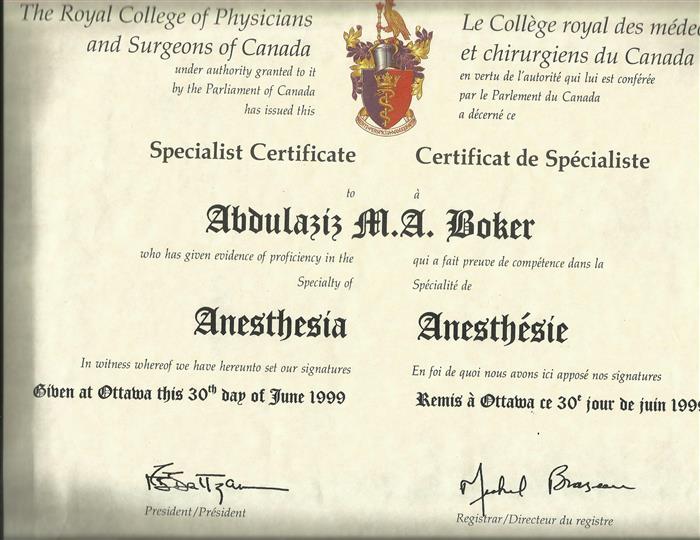 The Royal College of Physicians
and Surgeons of Canada
under authority granted to it
by the Parliament of Canada
has issued this
Le Collège royal des médec
et chirurgiens du Canada
en vertu de l'autorité qui lui est conférée
par le Parlement du Canada
a décerné ce
Specialist Certificate
Certificat de Spécialiste
to
à
Abdulaziz M.A. Boker
who has given evidence of proficiency in the
Specialty of
qui a fait preuve de compétence dans la
Spécialité de
Anesthesia
Anesthésie
In witness whereof we have hereunto set our signatures
Given at Ottawa this 30th day of June 1999
En foi de quoi nous avons ici apposé nos signatures
Remis à Ottawa ce 30e jour de juin 1999
President/Président
Michel Brazeau
Registrar/Directeur du registre